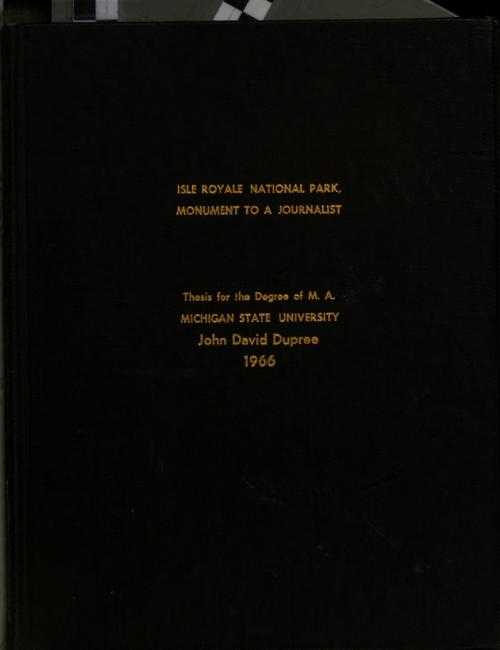 ISLE ROYALE NATIONAL PARK,
MONUMENT TO A JOURNALIST
Thesis for the Degree of M. A.
MICHIGAN STATE UNIVERSITY
John David Dupree
1966